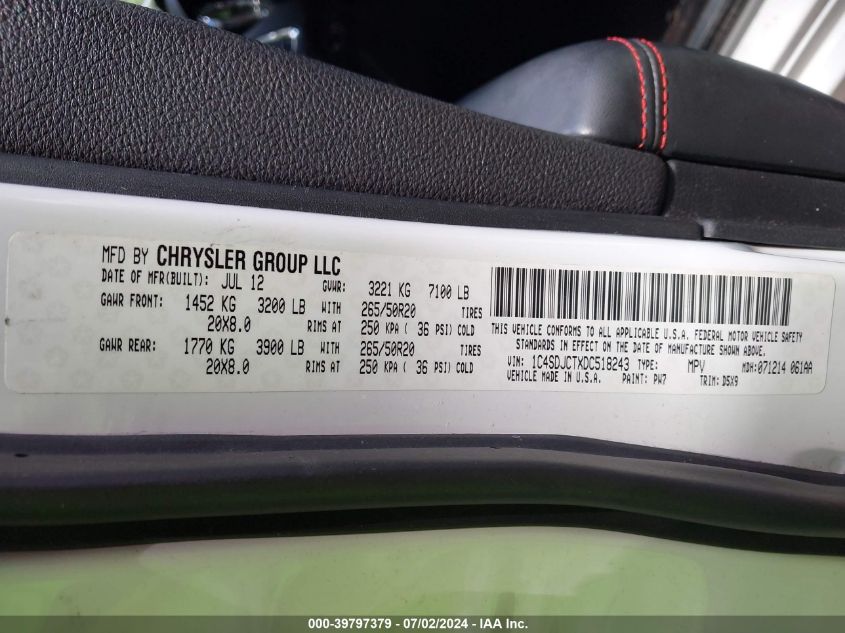 MFD BY CHRYSLER GROUP LLC
DATE OF MFR(BUILT): JUL 12 GVWR: 3221 KG 7100 LB
GAWR FRONT: 1452 KG 3200 LB WITH 265/50R20 TIRES
20X8.0 RIMS AT 250 KPA ( 36 PSI) COLD
GAWR REAR: 1770 KG 3900 LB WITH 265/50R20 TIRES
20X8.0 RIMS AT 250 KPA ( 36 PSI) COLD
THIS VEHICLE CONFORMS TO ALL APPLICABLE U.S.A. FEDERAL MOTOR VEHICLE SAFETY
STANDARDS IN EFFECT ON THE DATE OF MANUFACTURE SHOWN ABOVE.
VIN: 1C4SDJCTXDC518243 TYPE: MPV MDH:071214 061AA
VEHICLE MADE IN U.S.A. PAINT: PW7 TRIM: D5X9
000-39797379 - 07/02/2024 - IAA Inc.